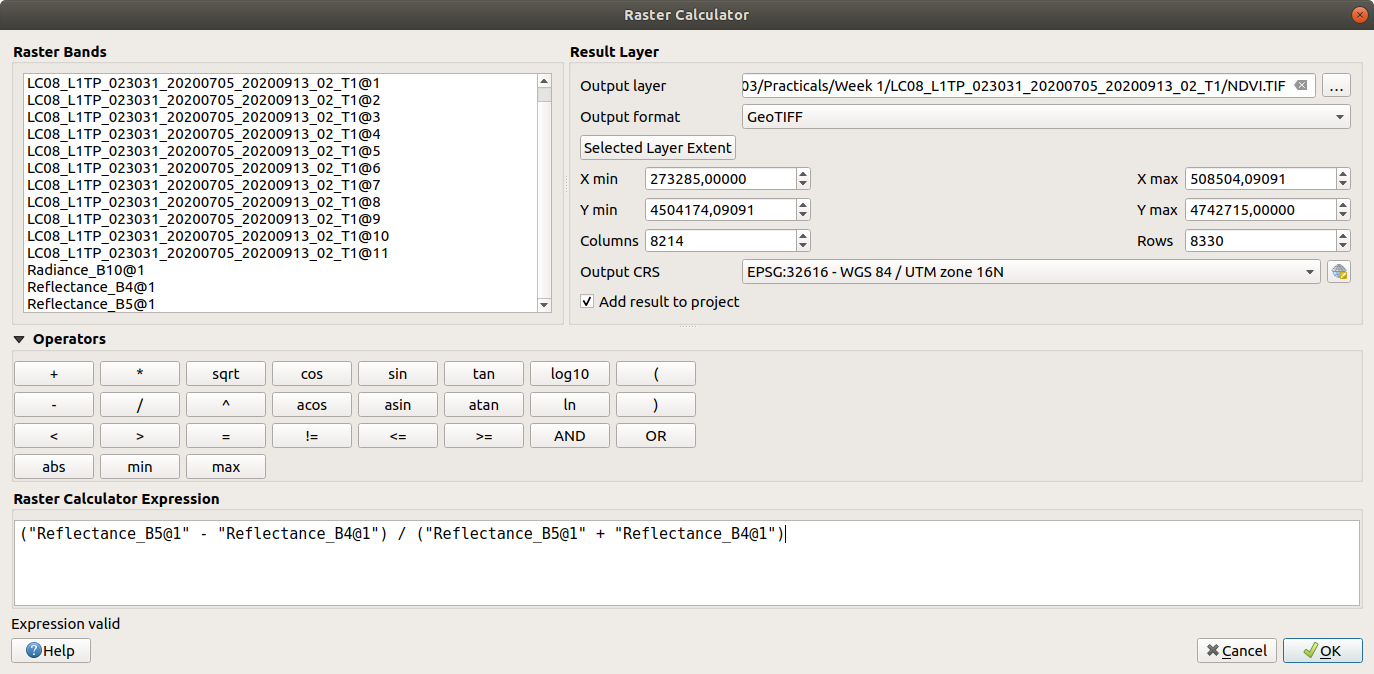 Raster Calculator
Raster Bands
LC08_L1TP_023031_20200705_20200913_02_T1@1
LC08_L1TP_023031_20200705_20200913_02_T1@2
LC08_L1TP_023031_20200705_20200913_02_T1@3
LC08_L1TP_023031_20200705_20200913_02_T1@4
LC08_L1TP_023031_20200705_20200913_02_T1@5
LC08_L1TP_023031_20200705_20200913_02_T1@6
LC08_L1TP_023031_20200705_20200913_02_T1@7
LC08_L1TP_023031_20200705_20200913_02_T1@8
LC08_L1TP_023031_20200705_20200913_02_T1@9
LC08_L1TP_023031_20200705_20200913_02_T1@10
LC08_L1TP_023031_20200705_20200913_02_T1@11
Radiance_B10@1
Reflectance_B4@1
Reflectance_B5@1
Result Layer
Output layer 03/Practicals/Week 1/LC08_L1TP_023031_20200705_20200913_02_T1/NDVI.TIF ...
Output format GeoTIFF
Selected Layer Extent
X min 273285,00000 X max 508504,09091
Y min 4504174,09091 Y max 4742715,00000
Columns 8214 Rows 8330
Output CRS EPSG:32616 - WGS 84 / UTM zone 16N
Add result to project
Operators
+ * sqrt cos sin tan log10 (
- / ^ acos asin atan ln )
< > = != <= >= AND OR
abs min max
Raster Calculator Expression
("Reflectance_B5@1" - "Reflectance_B4@1") / ("Reflectance_B5@1" + "Reflectance_B4@1")
Expression valid
Help Cancel OK